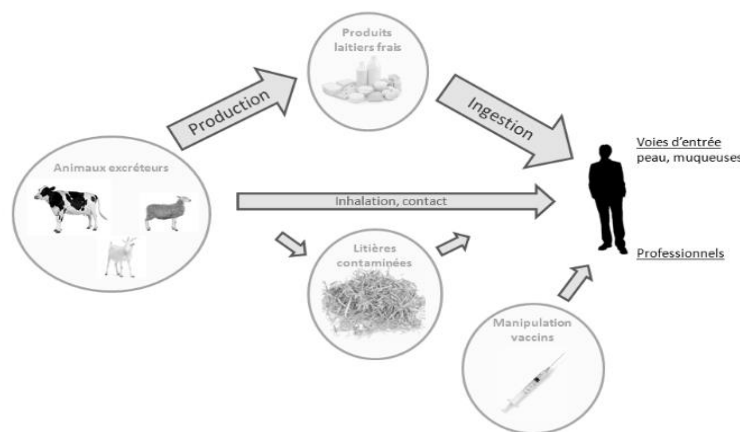 Produits
laitiers frais
Production
Ingestion
Animaux excréteurs
Voies d'entrée
peau, muqueuses
Inhalation, contact
Litières
contaminées
Professionnels
Manipulation
vaccins